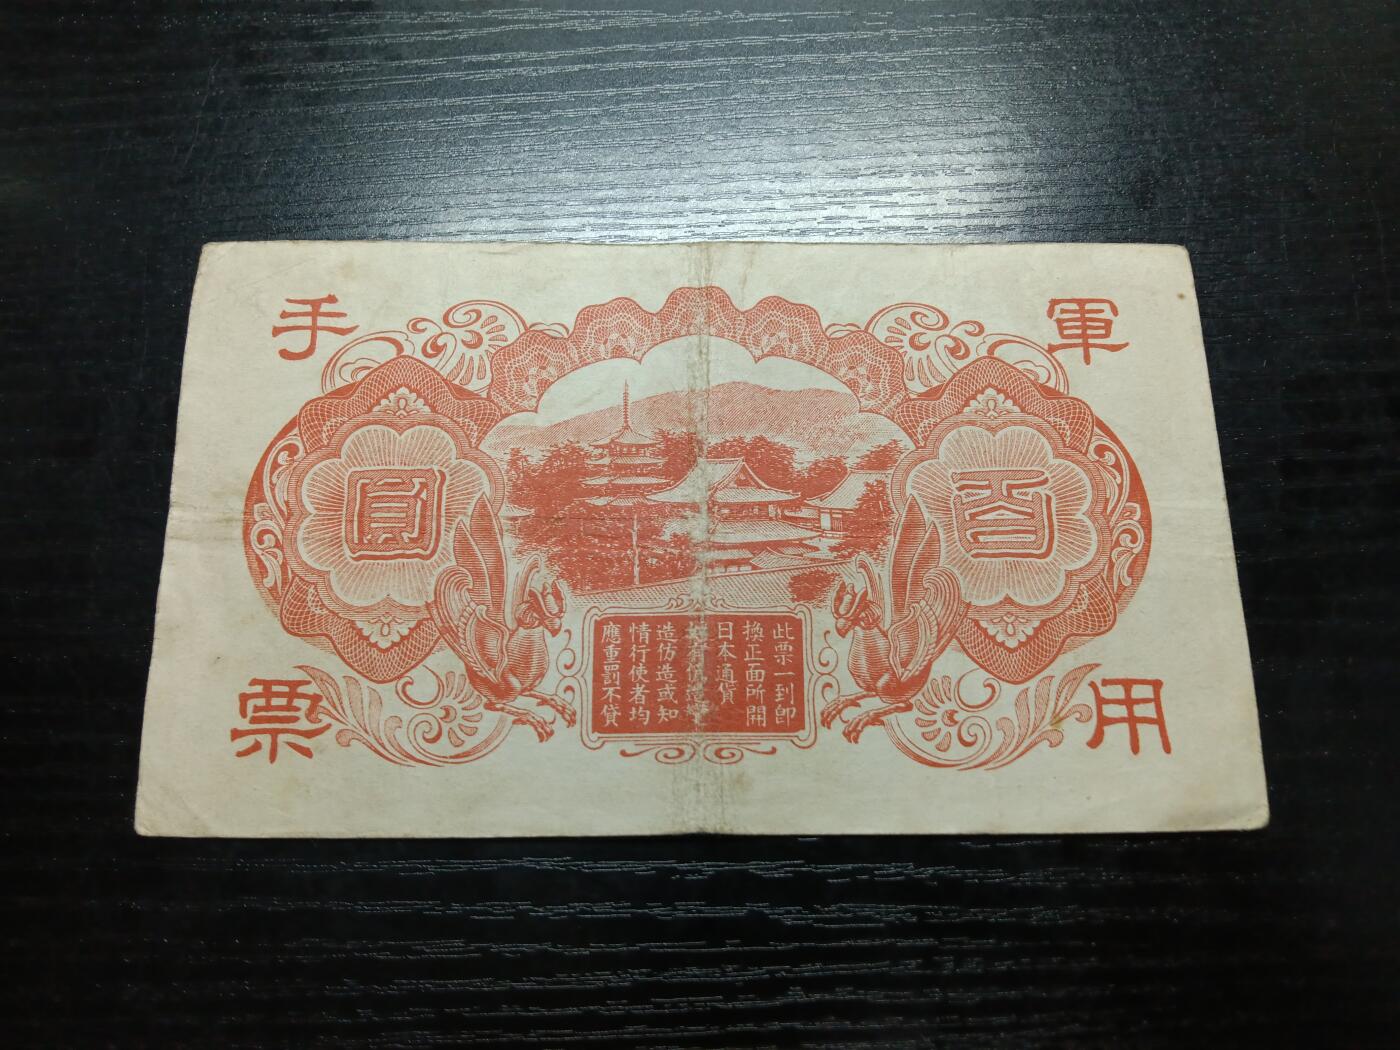 軍用
手票
百圓
此票一到卽
換正面所開
日本通貨
如有偽造變
造仿造或知
情行使者均
應重罰不貸